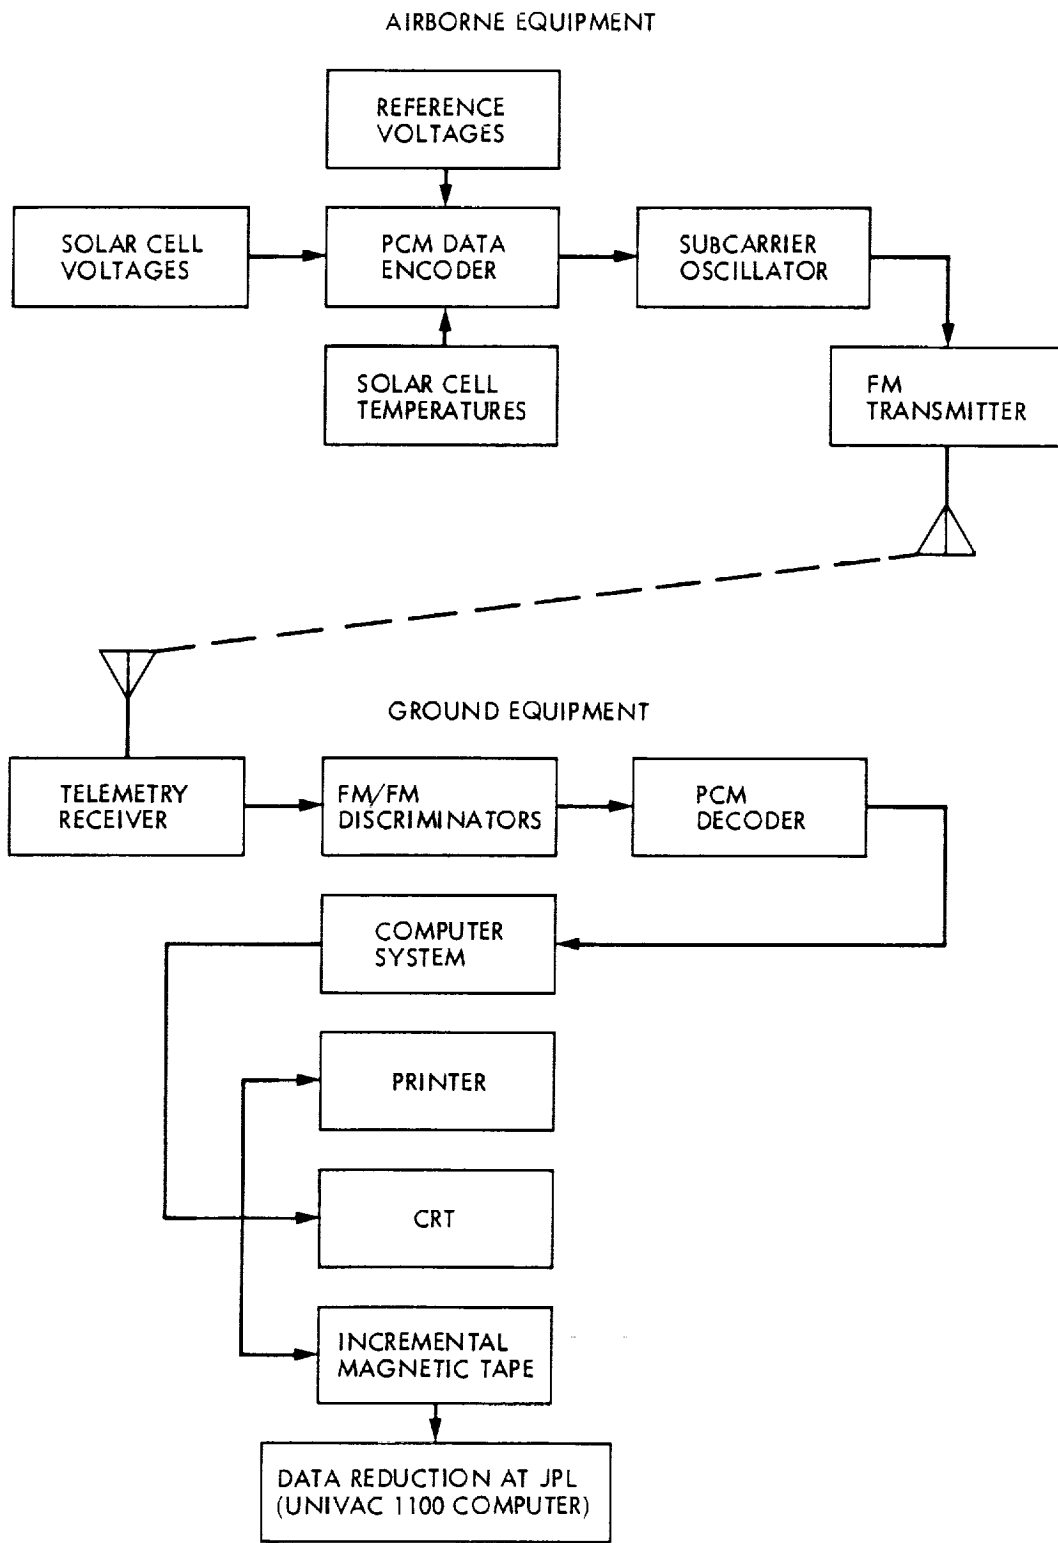 AIRBORNE EQUIPMENT
REFERENCE
VOLTAGES
SOLAR CELL
VOLTAGES
PCM DATA
ENCODER
SUBCARRIER
OSCILLATOR
SOLAR CELL
TEMPERATURES
FM
TRANSMITTER
GROUND EQUIPMENT
TELEMETRY
RECEIVER
FM/FM
DISCRIMINATORS
PCM
DECODER
COMPUTER
SYSTEM
PRINTER
CRT
INCREMENTAL
MAGNETIC TAPE
DATA REDUCTION AT JPL
(UNIVAC 1100 COMPUTER)